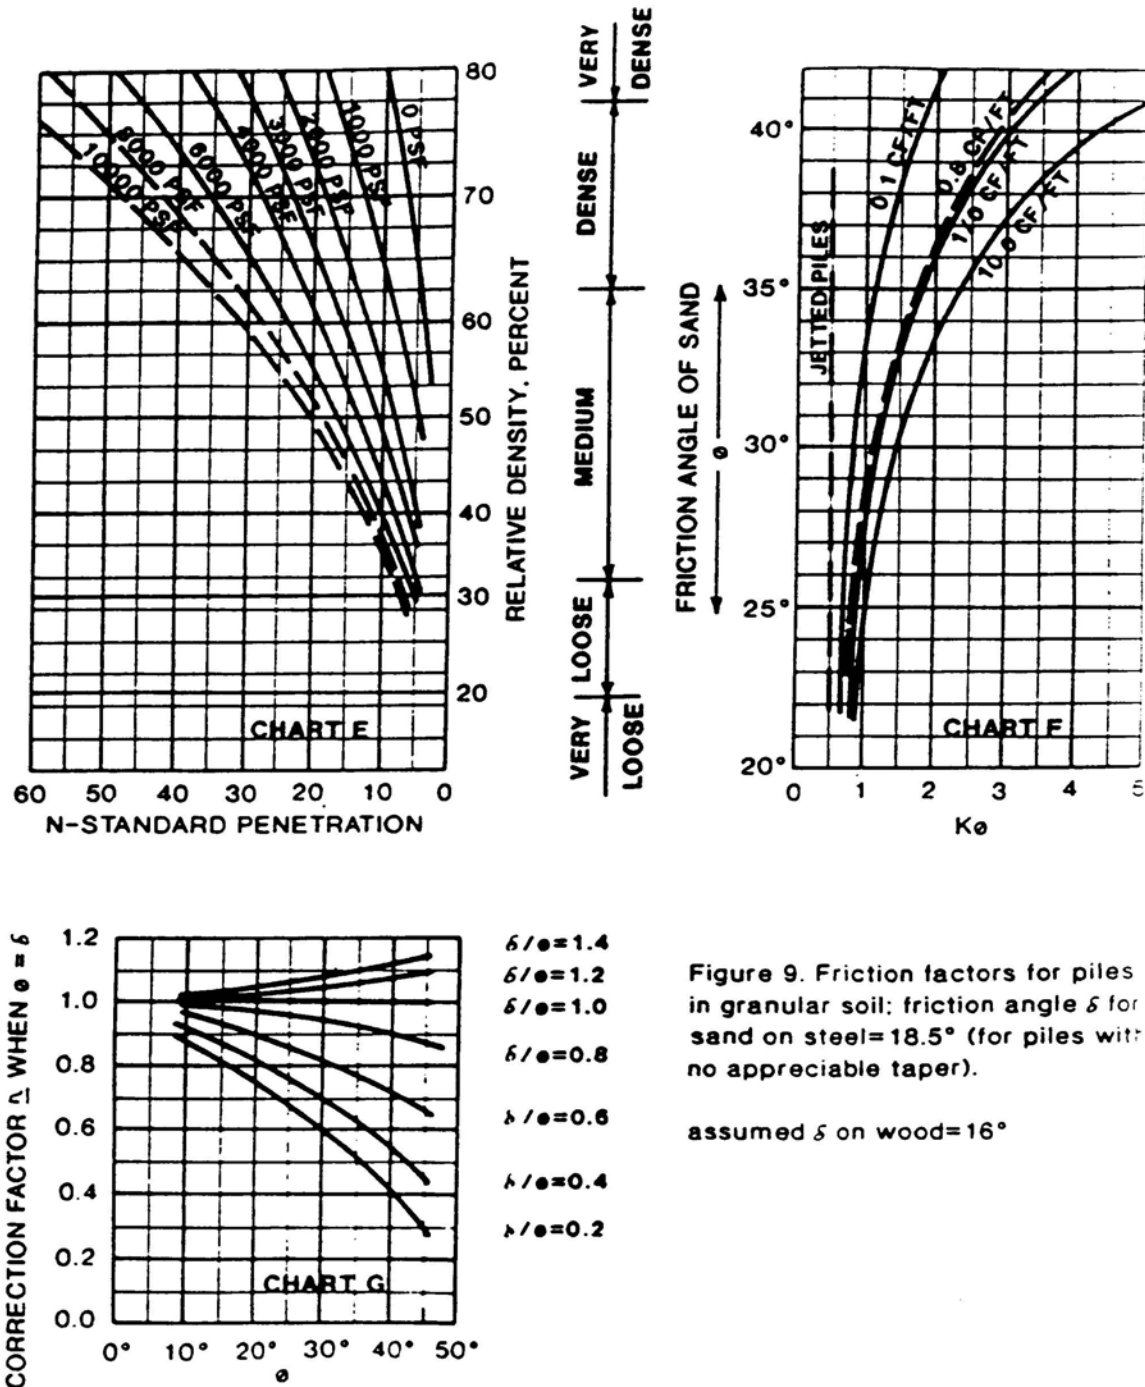 VERY
DENSE
DENSE
MEDIUM
LOOSE
VERY
LOOSE
80
70
60
50
40
30
20
RELATIVE DENSITY, PERCENT
10000 PSF
8000 PSF
6000 PSF
4000 PSF
3000 PSF
2000 PSF
1000 PSF
0 PSF
CHART E
60 50 40 30 20 10 0
N-STANDARD PENETRATION
FRICTION ANGLE OF SAND
ø
40°
35°
30°
25°
20°
JETTED PILES
0.1 CF/FT
0.8 CF/FT
1.0 CF/FT
10.0 CF/FT
CHART F
0 1 2 3 4 5
Kø
CORRECTION FACTOR WHEN ø = δ
1.2
1.0
0.8
0.6
0.4
0.2
0.0
CHART G
0° 10° 20° 30° 40° 50°
ø
δ/ø=1.4
δ/ø=1.2
δ/ø=1.0
δ/ø=0.8
δ/ø=0.6
δ/ø=0.4
δ/ø=0.2
Figure 9. Friction factors for piles
in granular soil; friction angle δ for
sand on steel=18.5° (for piles with
no appreciable taper).
assumed δ on wood=16°